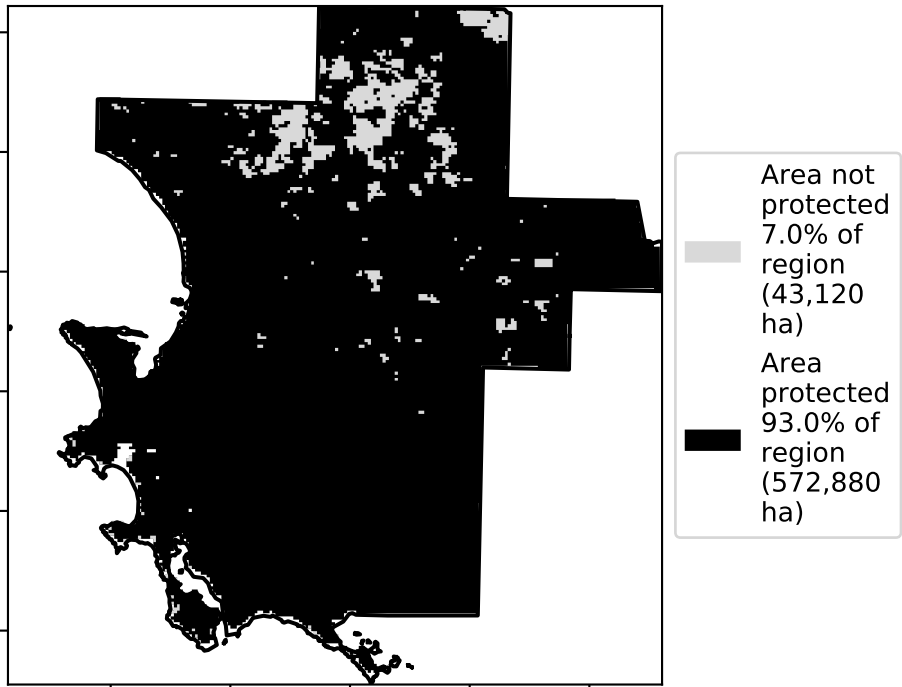 Area not
protected
7.0% of
region
(43,120
ha)
Area
protected
93.0% of
region
(572,880
ha)